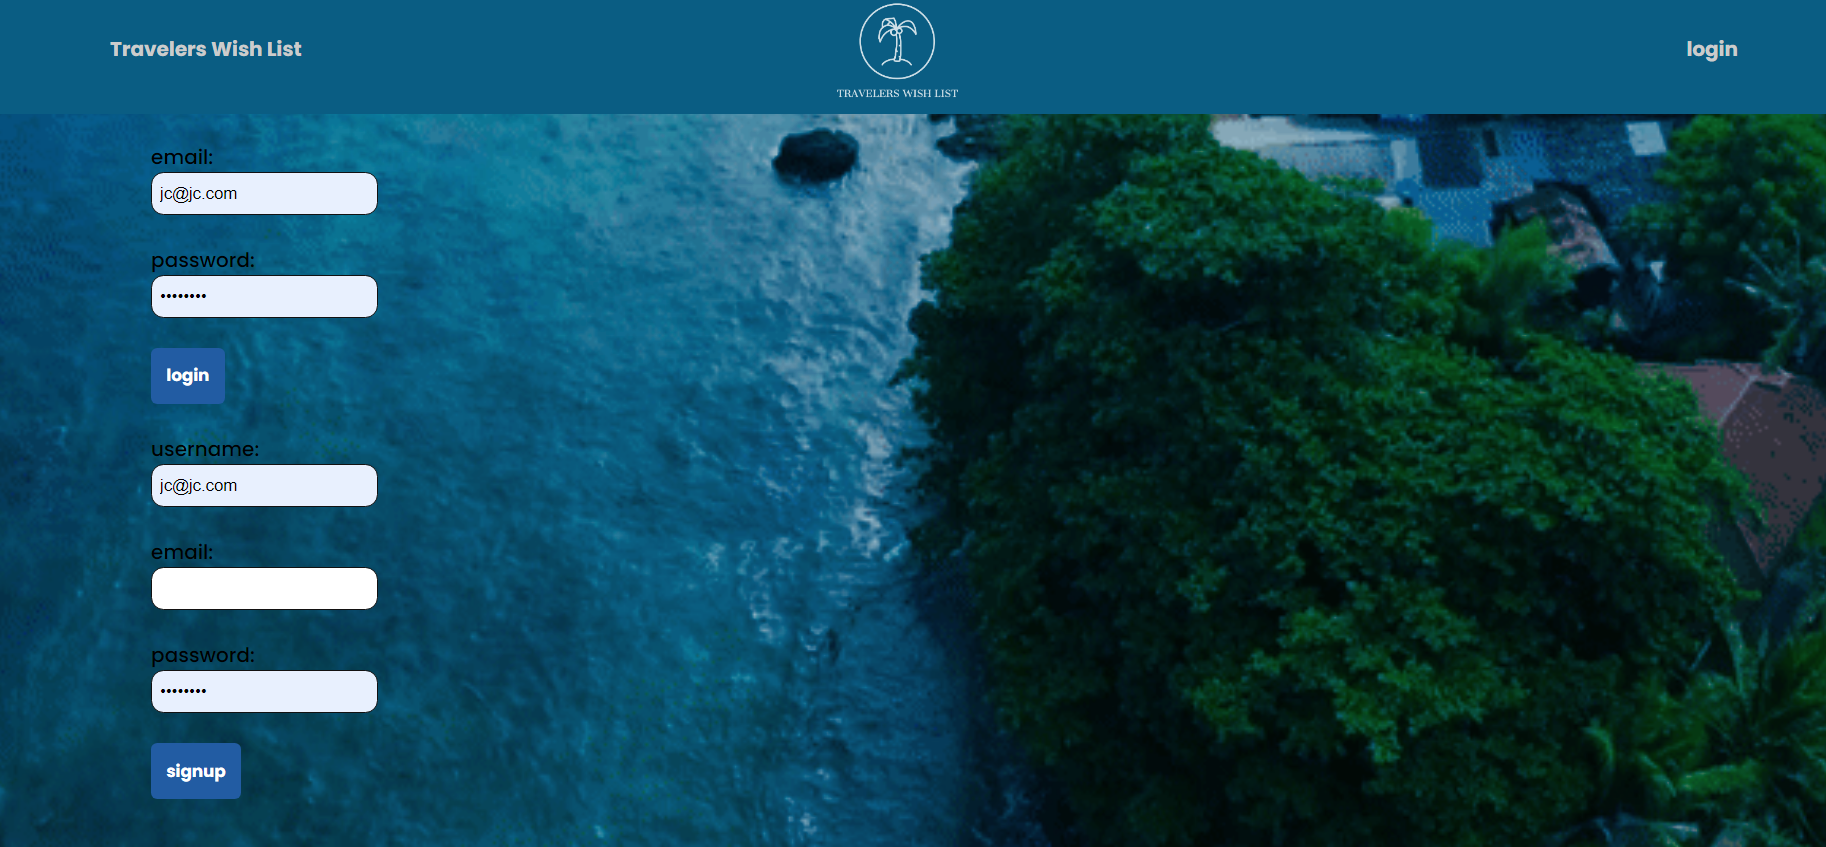 Travelers Wish List
TRAVELERS WISH LIST
login
email:
jc@jc.com
password:
••••••••
login
username:
jc@jc.com
email:
password:
••••••••
signup